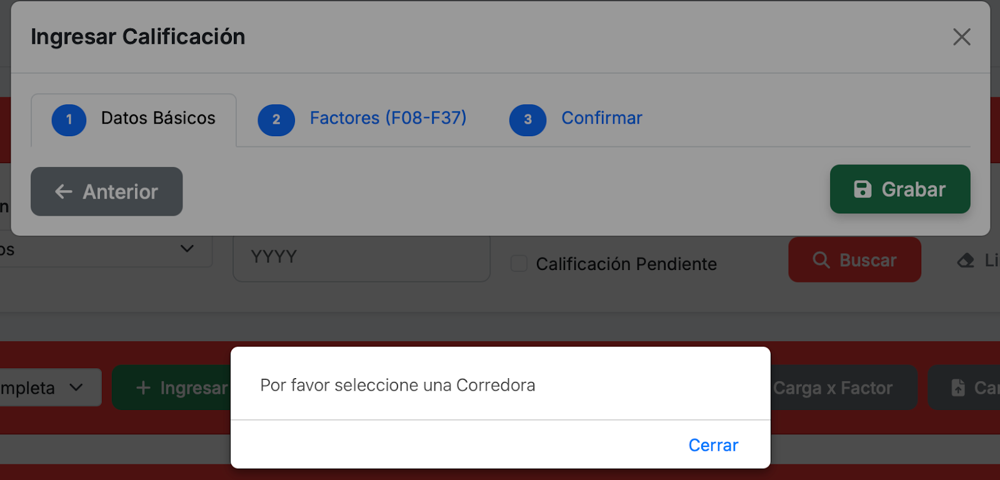 Ingresar Calificación
1 Datos Básicos 2 Factores (F08-F37) 3 Confirmar
Anterior Grabar
n
os YYYY Calificación Pendiente Buscar Li
mpleta Ingresar Carga x Factor Car
Por favor seleccione una Corredora
Cerrar